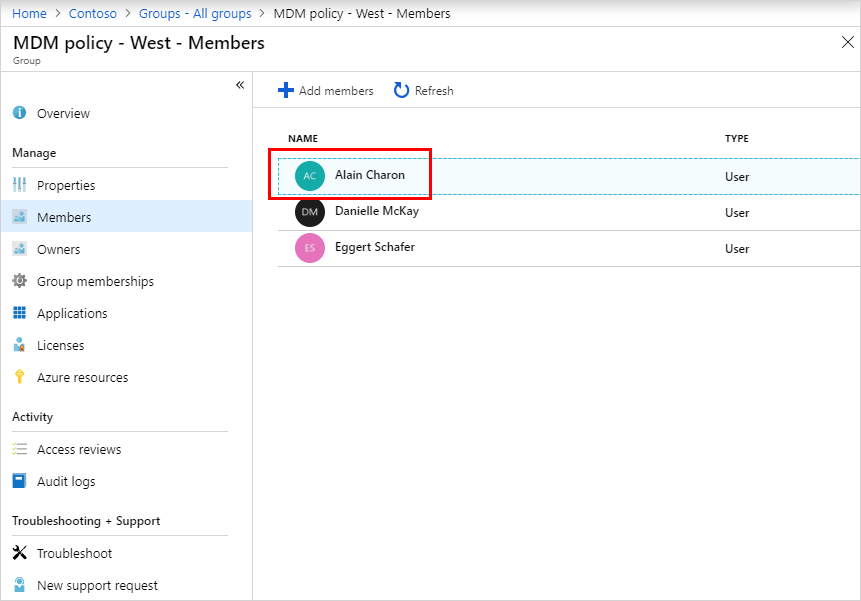 Home > Contoso > Groups - All groups > MDM policy - West - Members
MDM policy - West - Members
Group
«
Overview
Manage
Properties
Members
Owners
Group memberships
Applications
Licenses
Azure resources
Activity
Access reviews
Audit logs
Troubleshooting + Support
Troubleshoot
New support request
Add members Refresh
NAME TYPE
AC Alain Charon User
DM Danielle McKay User
ES Eggert Schafer User